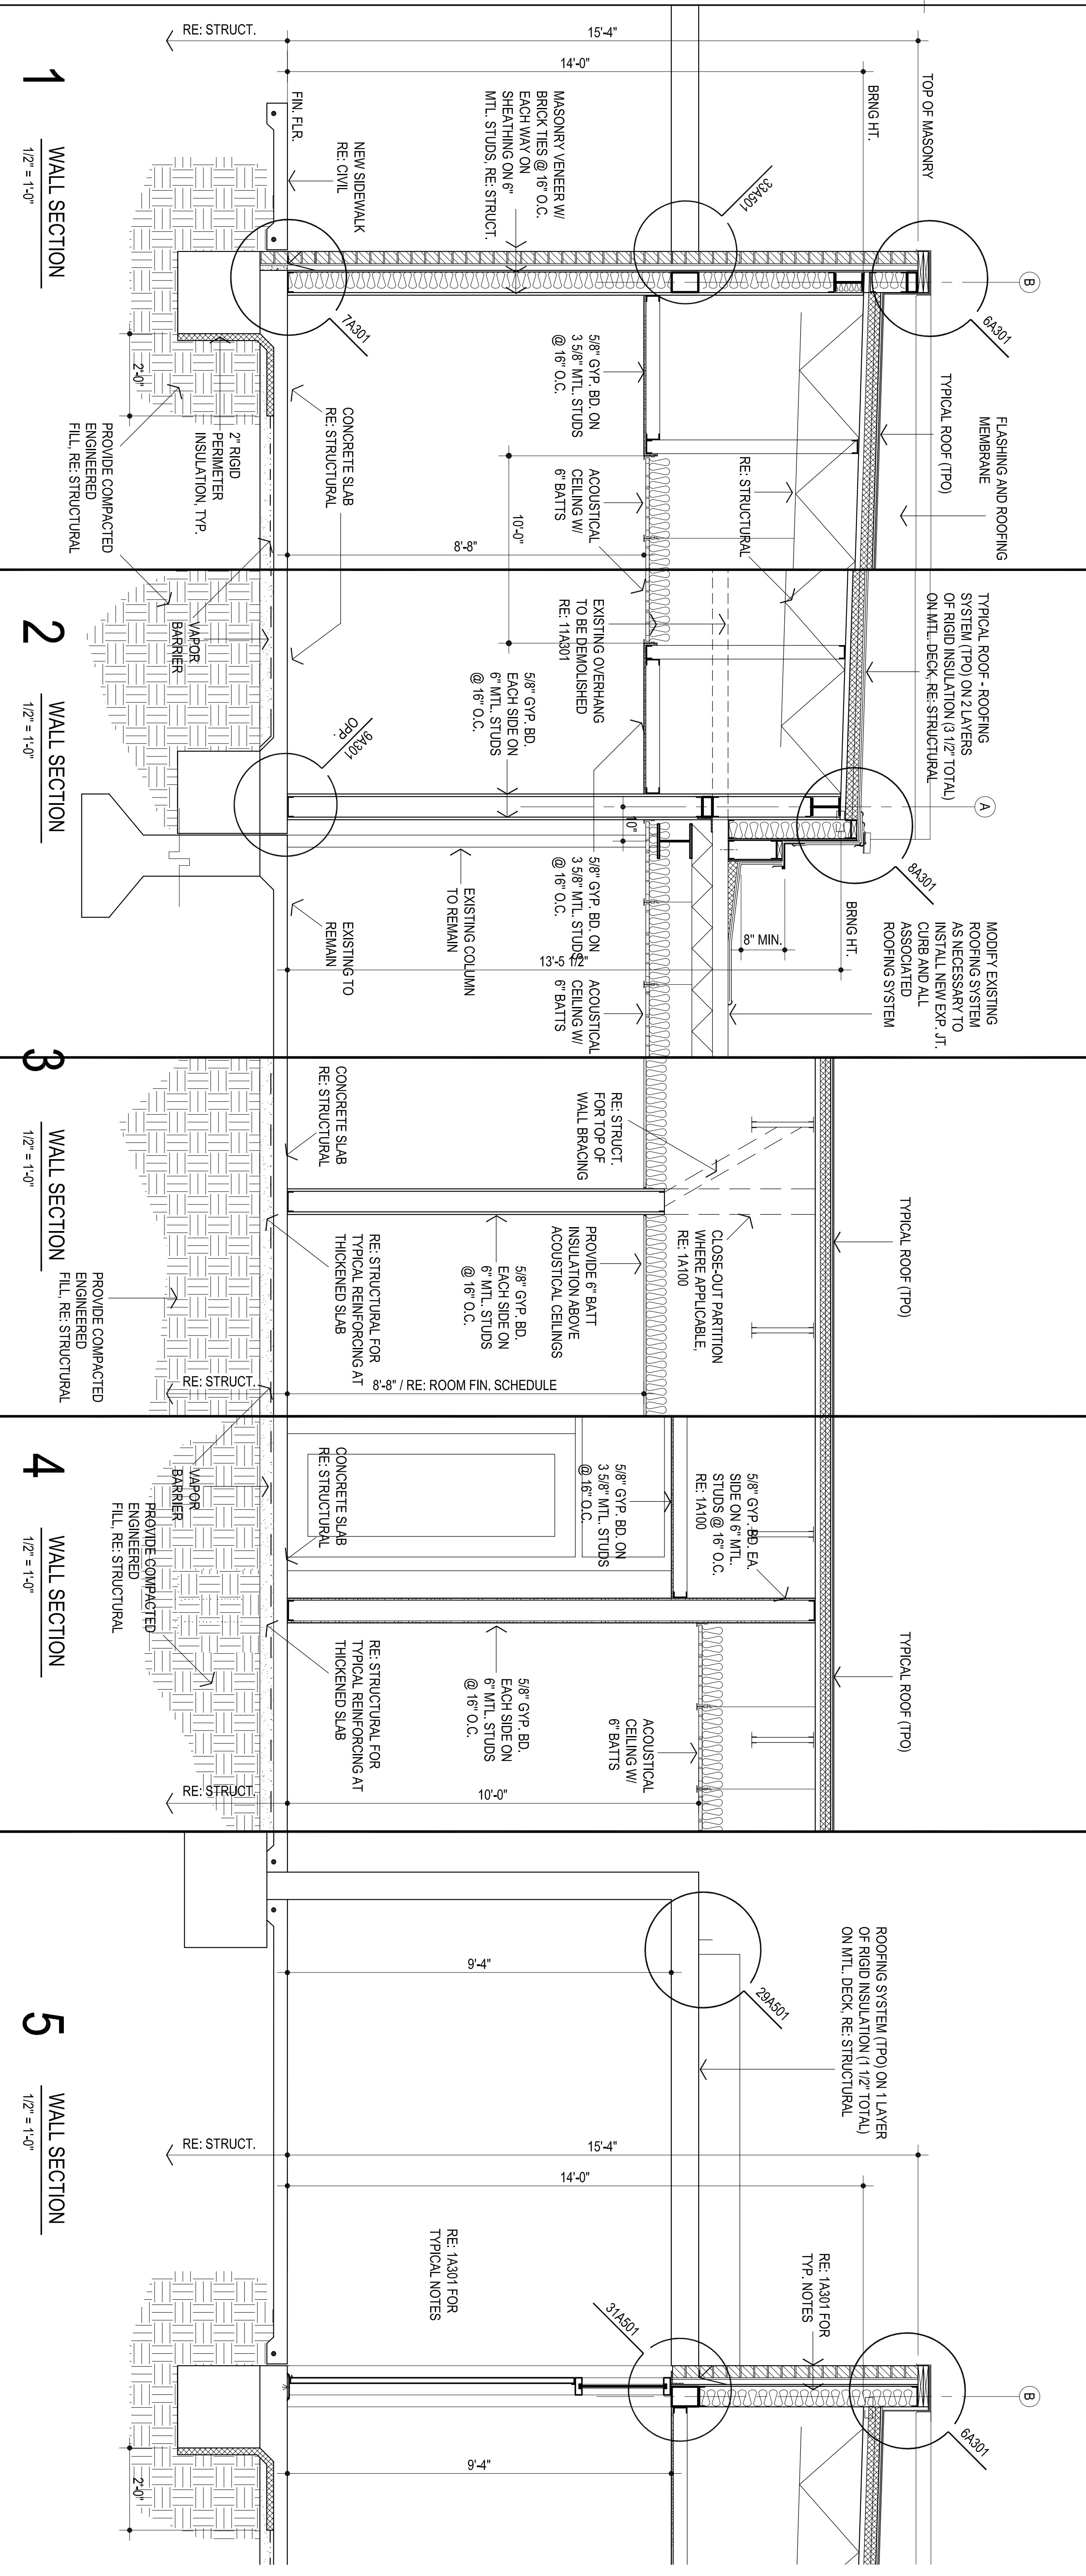 1
WALL SECTION
1/2" = 1'-0"
RE: STRUCT.
15'-4"
14'-0"
TOP OF MASONRY
BRNG HT.
FIN. FLR.
MASONRY VENEER W/
BRICK TIES @ 16" O.C.
EACH WAY ON
SHEATHING ON 6"
MTL. STUDS, RE: STRUCT.
NEW SIDEWALK
RE: CIVIL
33A501
6A301
B
7A301
5/8" GYP. BD. ON
3 5/8" MTL. STUDS
@ 16" O.C.
TYPICAL ROOF (TPO)
FLASHING AND ROOFING
MEMBRANE
2'-0"
CONCRETE SLAB
RE: STRUCTURAL
2" RIGID
PERIMETER
INSULATION, TYP.
PROVIDE COMPACTED
ENGINEERED
FILL, RE: STRUCTURAL
RE: STRUCTURAL
ACOUSTICAL
CEILING W/
6" BATTS
10'-0"
8'-8"
2
WALL SECTION
1/2" = 1'-0"
TYPICAL ROOF - ROOFING
SYSTEM (TPO) ON 2 LAYERS
OF RIGID INSULATION (3 1/2" TOTAL)
ON MTL. DECK, RE: STRUCTURAL
EXISTING OVERHANG
TO BE DEMOLISHED
RE: 11A301
VAPOR
BARRIER
5/8" GYP. BD.
EACH SIDE ON
6" MTL. STUDS
@ 16" O.C.
9A301
OPP.
A
10"
8A301
5/8" GYP. BD. ON
3 5/8" MTL. STUDS
@ 16" O.C.
EXISTING COLUMN
TO REMAIN
EXISTING TO
REMAIN
BRNG HT.
8" MIN.
13'-5 1/2"
MODIFY EXISTING
ROOFING SYSTEM
AS NECESSARY TO
INSTALL NEW EXP. JT.
CURB AND ALL
ASSOCIATED
ROOFING SYSTEM
ACOUSTICAL
CEILING W/
6" BATTS
3
WALL SECTION
1/2" = 1'-0"
CONCRETE SLAB
RE: STRUCTURAL
RE: STRUCT.
FOR TOP OF
WALL BRACING
TYPICAL ROOF (TPO)
CLOSE-OUT PARTITION
WHERE APPLICABLE,
RE: 1A100
PROVIDE 6" BATT
INSULATION ABOVE
ACOUSTICAL CEILINGS
5/8" GYP. BD.
EACH SIDE ON
6" MTL. STUDS
@ 16" O.C.
RE: STRUCTURAL FOR
TYPICAL REINFORCING AT
THICKENED SLAB
PROVIDE COMPACTED
ENGINEERED
FILL, RE: STRUCTURAL
RE: STRUCT.
8'-8" / RE: ROOM FIN. SCHEDULE
4
WALL SECTION
1/2" = 1'-0"
CONCRETE SLAB
RE: STRUCTURAL
VAPOR
BARRIER
PROVIDE COMPACTED
ENGINEERED
FILL, RE: STRUCTURAL
5/8" GYP. BD. ON
3 5/8" MTL. STUDS
@ 16" O.C.
5/8" GYP. BD. EA.
SIDE ON 6" MTL.
STUDS @ 16" O.C.
RE: 1A100
TYPICAL ROOF (TPO)
RE: STRUCTURAL FOR
TYPICAL REINFORCING AT
THICKENED SLAB
5/8" GYP. BD.
EACH SIDE ON
6" MTL. STUDS
@ 16" O.C.
ACOUSTICAL
CEILING W/
6" BATTS
RE: STRUCT.
10'-0"
5
WALL SECTION
1/2" = 1'-0"
9'-4"
29A501
ROOFING SYSTEM (TPO) ON 1 LAYER
OF RIGID INSULATION (1 1/2" TOTAL)
ON MTL. DECK, RE: STRUCTURAL
RE: STRUCT.
15'-4"
14'-0"
RE: 1A301 FOR
TYPICAL NOTES
RE: 1A301 FOR
TYP. NOTES
31A501
B
6A301
9'-4"
2'-0"